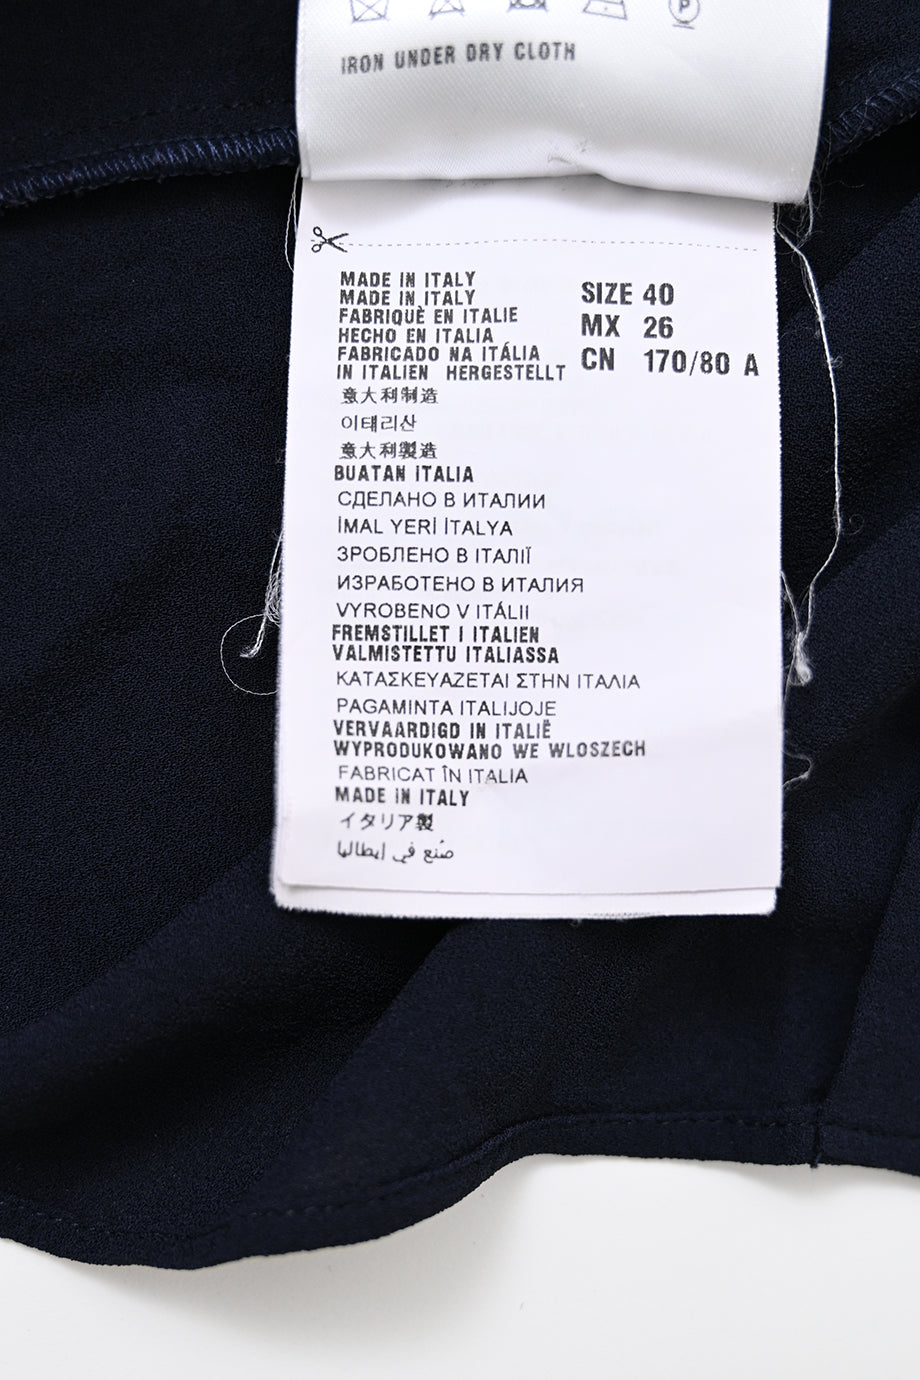 P
IRON UNDER DRY CLOTH
MADE IN ITALY
MADE IN ITALY
FABRIQUÈ EN ITALIE
HECHO EN ITALIA
FABRICADO NA ITÁLIA
IN ITALIEN HERGESTELLT
SIZE 40
MX 26
CN 170/80 A
意大利制造
이태리산
意大利製造
BUATAN ITALIA
СДЕЛАНО В ИТАЛИИ
İMAL YERİ İTALYA
ЗРОБЛЕНО В ІТАЛІЇ
ИЗРАБОТЕНО В ИТАЛИЯ
VYROBENO V ITÁLII
FREMSTILLET I ITALIEN
VALMISTETTU ITALIASSA
ΚΑΤΑΣΚΕΥΑΖΕΤΑΙ ΣΤΗΝ ΙΤΑΛΙΑ
PAGAMINTA ITALIJOJE
VERVAARDIGD IN ITALIË
WYPRODUKOWANO WE WLOSZECH
FABRICAT ÎN ITALIA
MADE IN ITALY
イタリア製
صُنع في ايطاليا